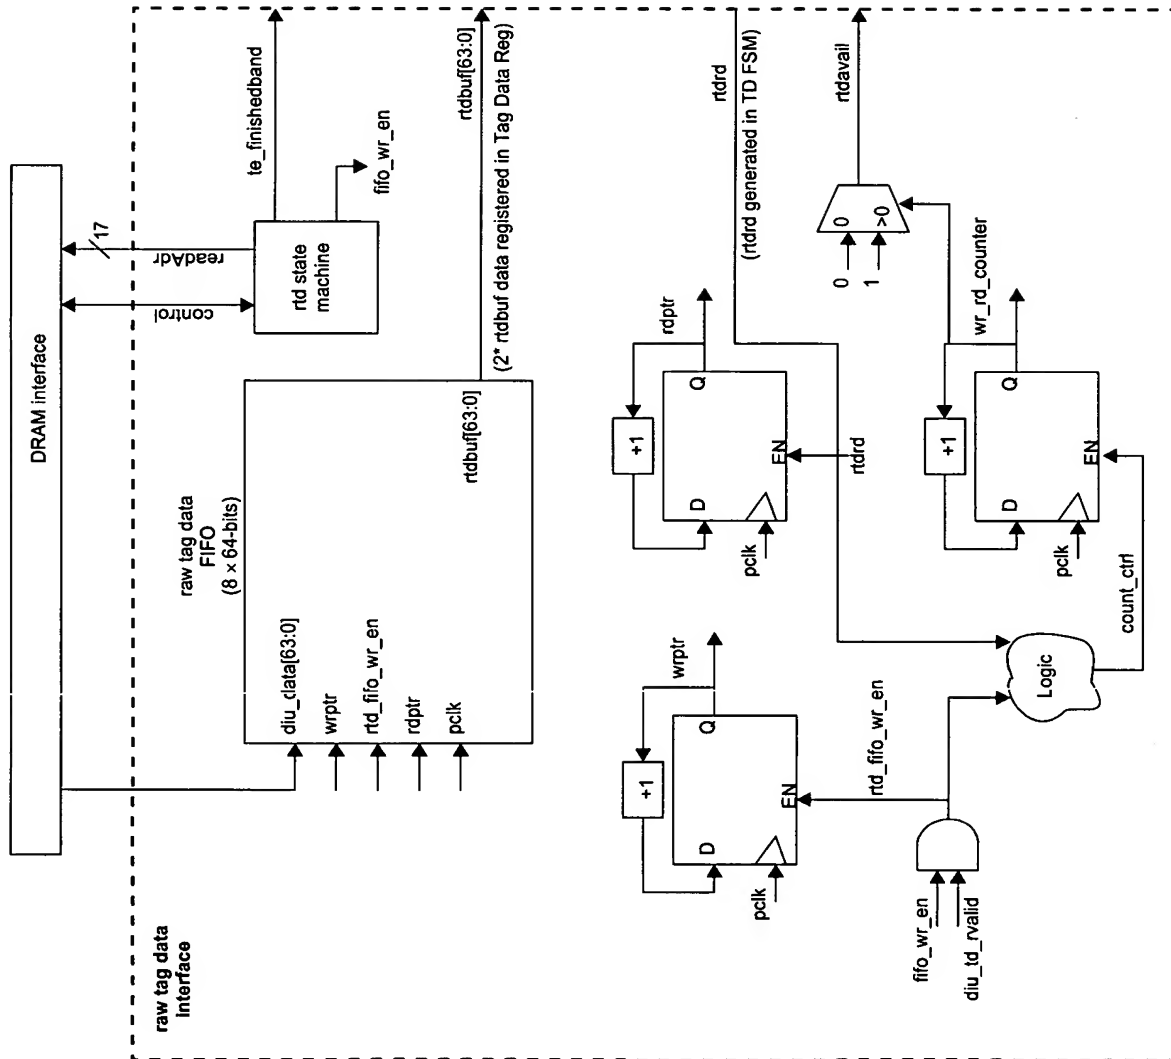 DRAM interface
control
readAdr
17
rtd state
machine
te_finishedband
fifo_wr_en
raw tag data
FIFO
(8 × 64-bits)
diu_data[63:0]
wrptr
rtd_fifo_wr_en
rdptr
pclk
rtdbuf[63:0]
rtdbuf[63:0]
(2* rtdbuf data registered in Tag Data Reg)
raw tag data
interface
rtdrd
(rtdrd generated in TD FSM)
+1
D
Q
EN
pclk
rdptr
rtdrd
+1
D
Q
EN
pclk
wrptr
rtd_fifo_wr_en
fifo_wr_en
diu_td_rvalid
Logic
count_ctrl
+1
D
Q
EN
pclk
wr_rd_counter
0
1
0
>0
rtdavail